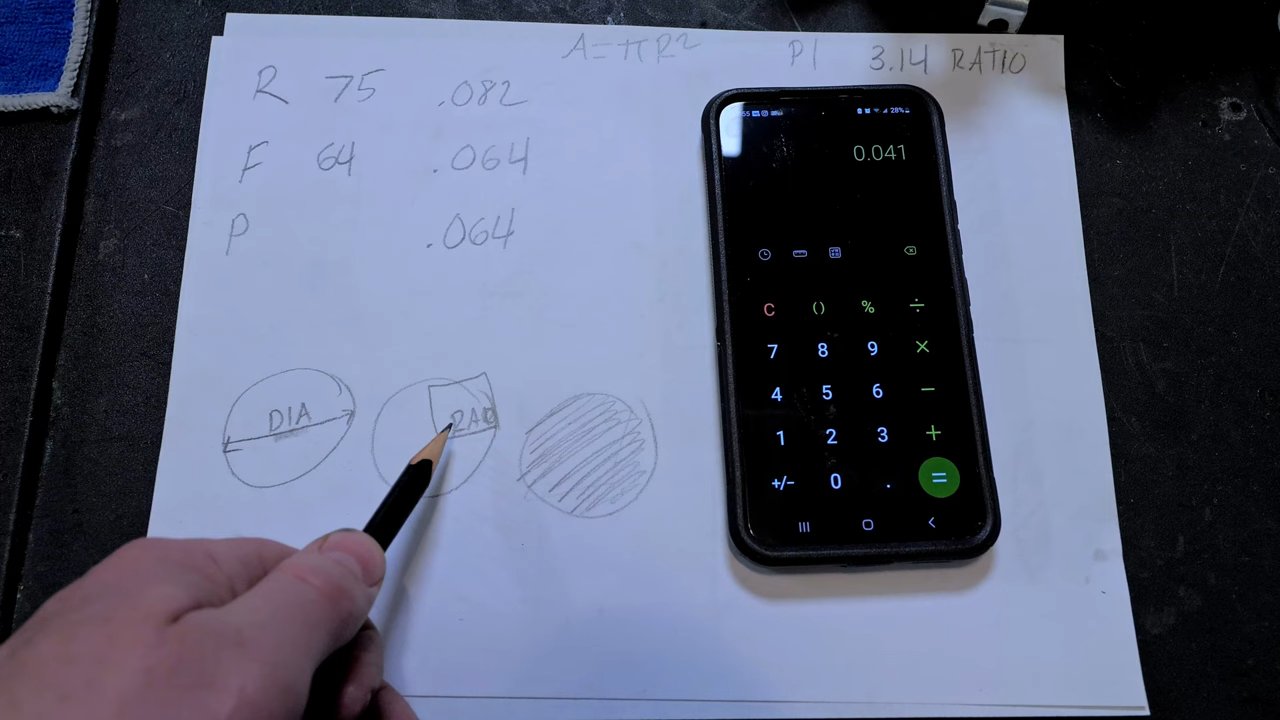 A=πR² PI 3.14 RATIO
R 75 .082
F 64 .064
P .064
DIA
RAD
28%
0.041
C () % ÷
7 8 9 ×
4 5 6 −
1 2 3 +
+/− 0 . =